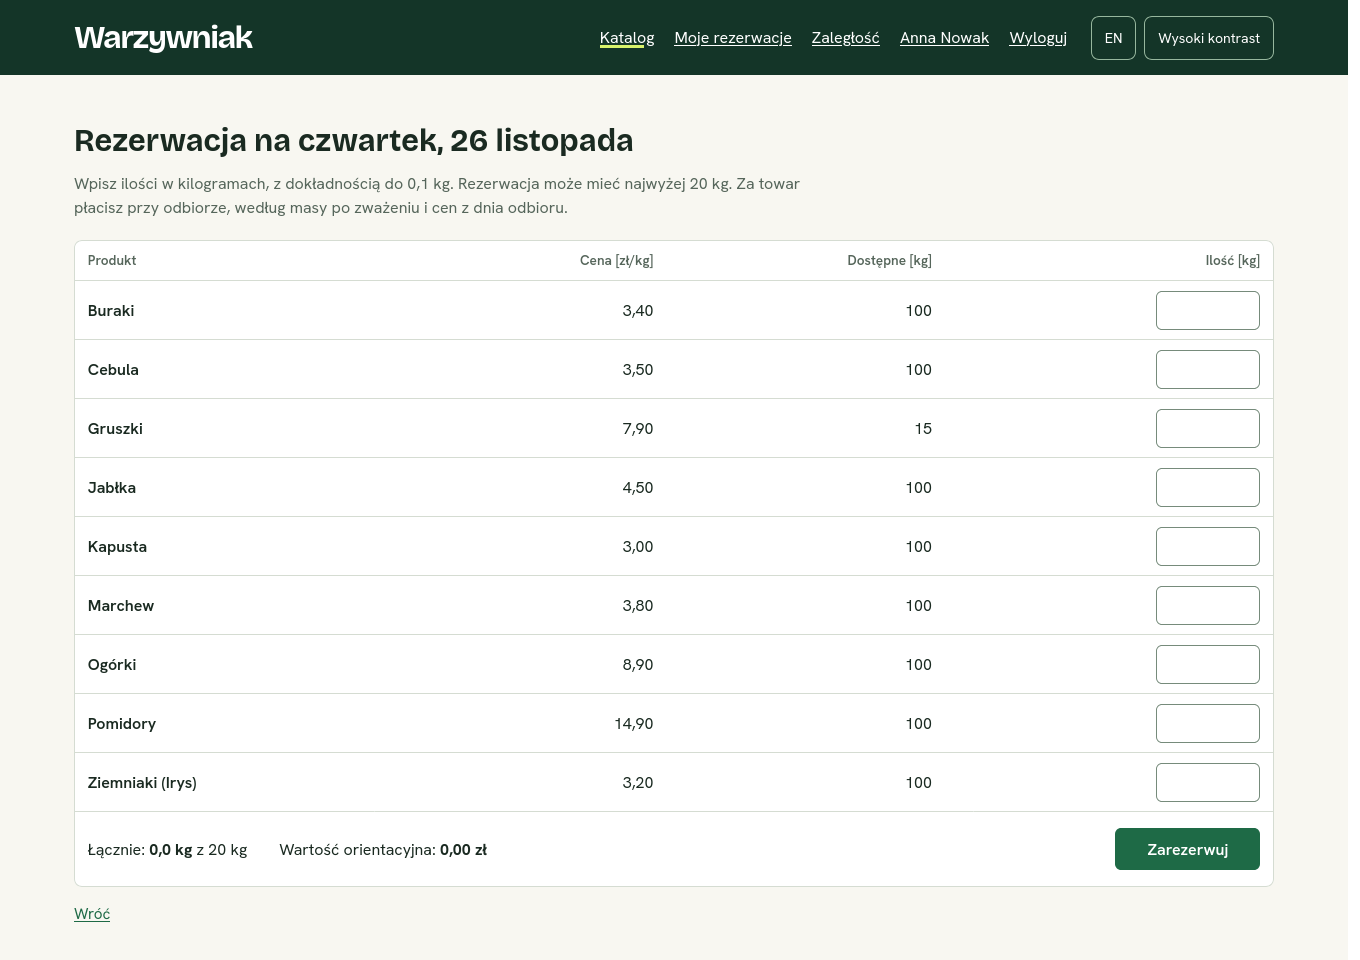 Warzywniak
Katalog Moje rezerwacje Zaległość Anna Nowak Wyloguj EN Wysoki kontrast
Rezerwacja na czwartek, 26 listopada
Wpisz ilości w kilogramach, z dokładnością do 0,1 kg. Rezerwacja może mieć najwyżej 20 kg. Za towar
płacisz przy odbiorze, według masy po zważeniu i cen z dnia odbioru.
Produkt Cena [zł/kg] Dostępne [kg] Ilość [kg]
Buraki 3,40 100
Cebula 3,50 100
Gruszki 7,90 15
Jabłka 4,50 100
Kapusta 3,00 100
Marchew 3,80 100
Ogórki 8,90 100
Pomidory 14,90 100
Ziemniaki (Irys) 3,20 100
Łącznie: 0,0 kg z 20 kg Wartość orientacyjna: 0,00 zł Zarezerwuj
Wróć